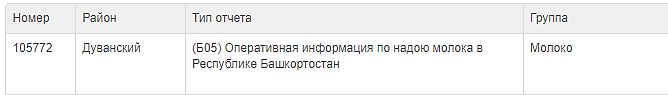 Номер Район Тип отчета Группа
105772 Дуванский (Б05) Оперативная информация по надою молока в Молоко
Республике Башкортостан